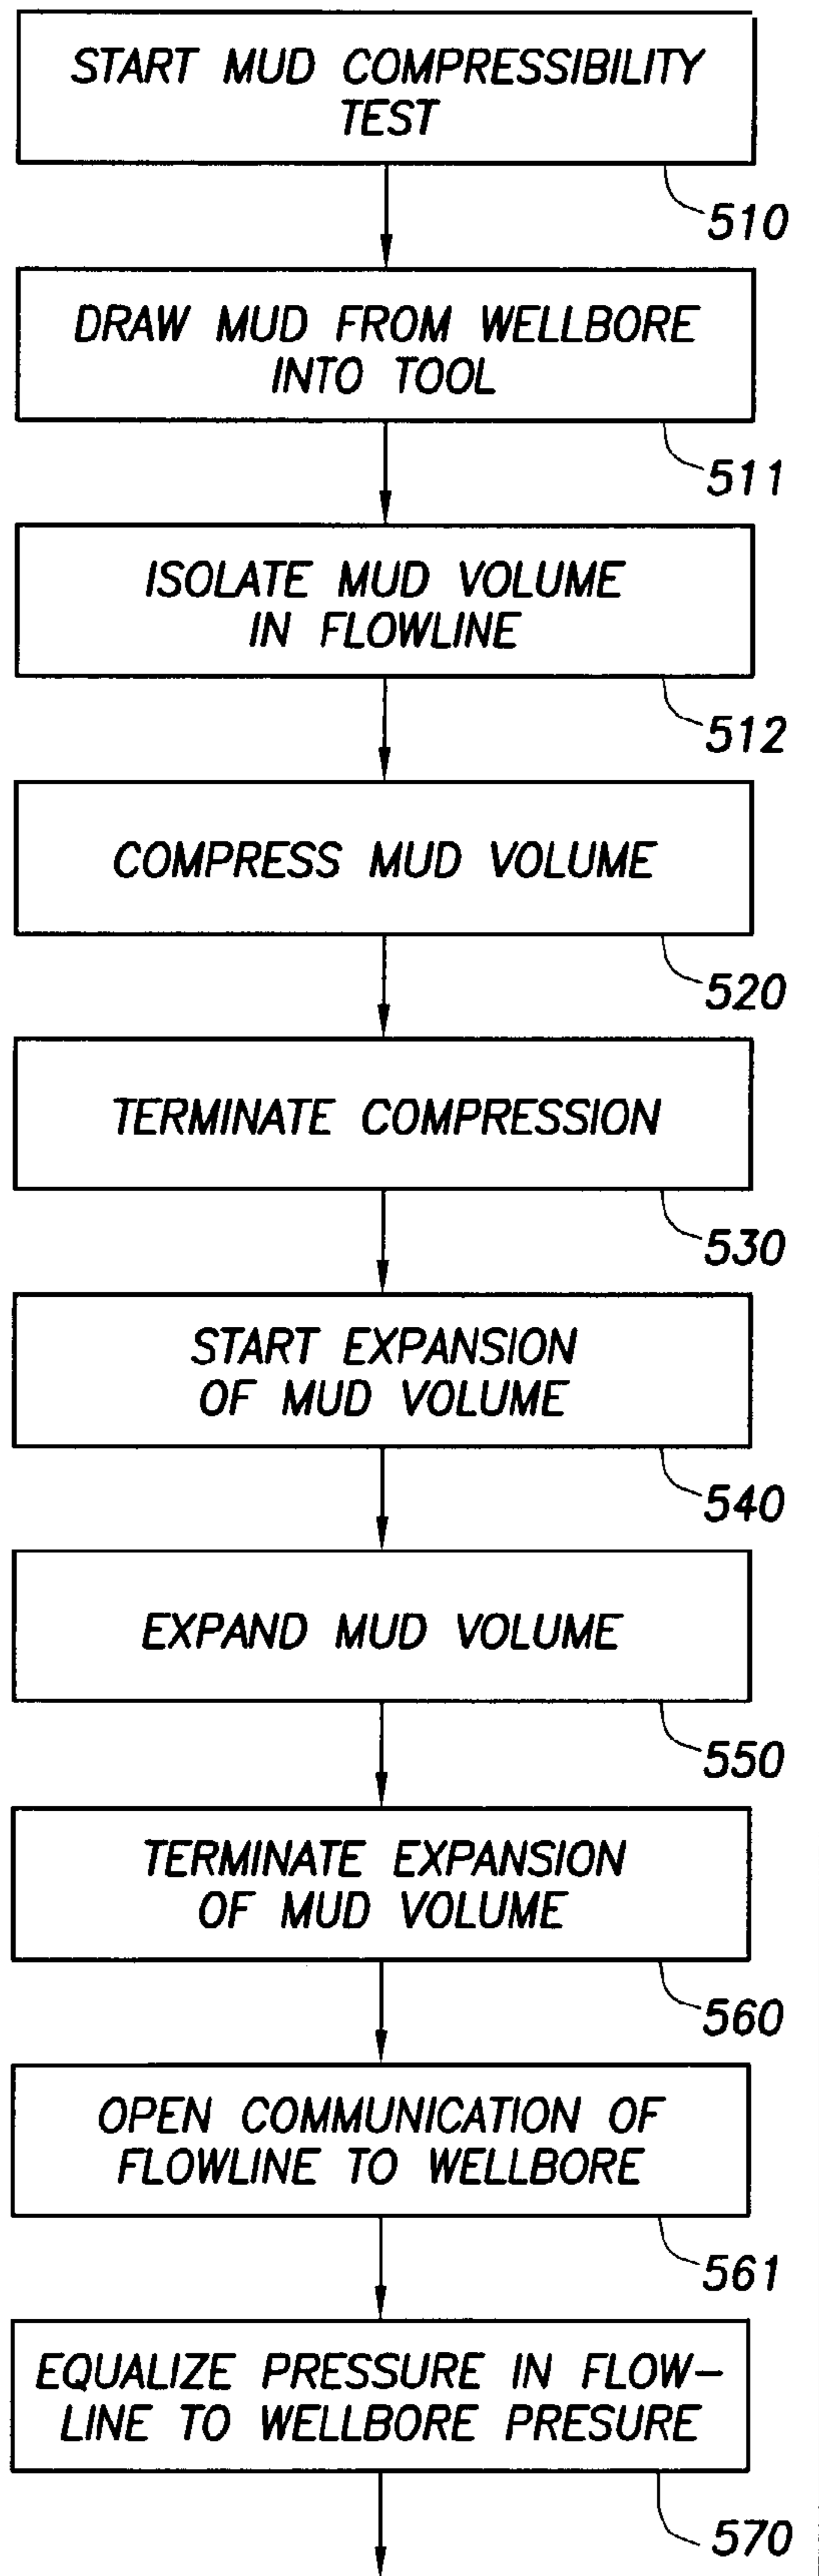 START MUD COMPRESSIBILITY
TEST
510
DRAW MUD FROM WELLBORE
INTO TOOL
511
ISOLATE MUD VOLUME
IN FLOWLINE
512
COMPRESS MUD VOLUME
520
TERMINATE COMPRESSION
530
START EXPANSION
OF MUD VOLUME
540
EXPAND MUD VOLUME
550
TERMINATE EXPANSION
OF MUD VOLUME
560
OPEN COMMUNICATION OF
FLOWLINE TO WELLBORE
561
EQUALIZE PRESSURE IN FLOW-
LINE TO WELLBORE PRESURE
570